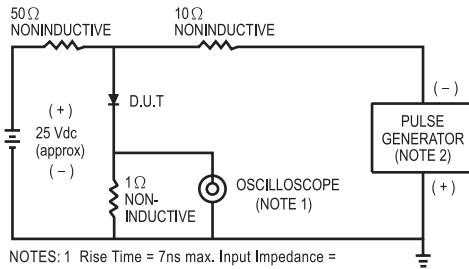 50Ω
NONINDUCTIVE
10Ω
NONINDUCTIVE
(+)
25 Vdc
(approx)
(−)
D.U.T
1Ω
NON-
INDUCTIVE
OSCILLOSCOPE
(NOTE 1)
(−)
PULSE
GENERATOR
(NOTE 2)
(+)
NOTES: 1 Rise Time = 7ns max. Input Impedance =